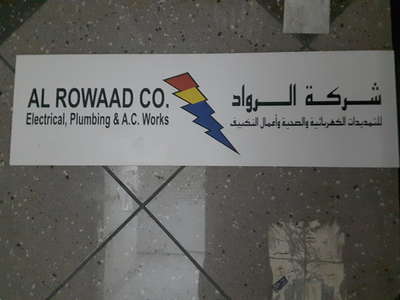 AL ROWAAD CO.
Electrical, Plumbing & A.C. Works
شركة الرواد
للتمديدات الكهربائية والصحية وأعمال التكييف